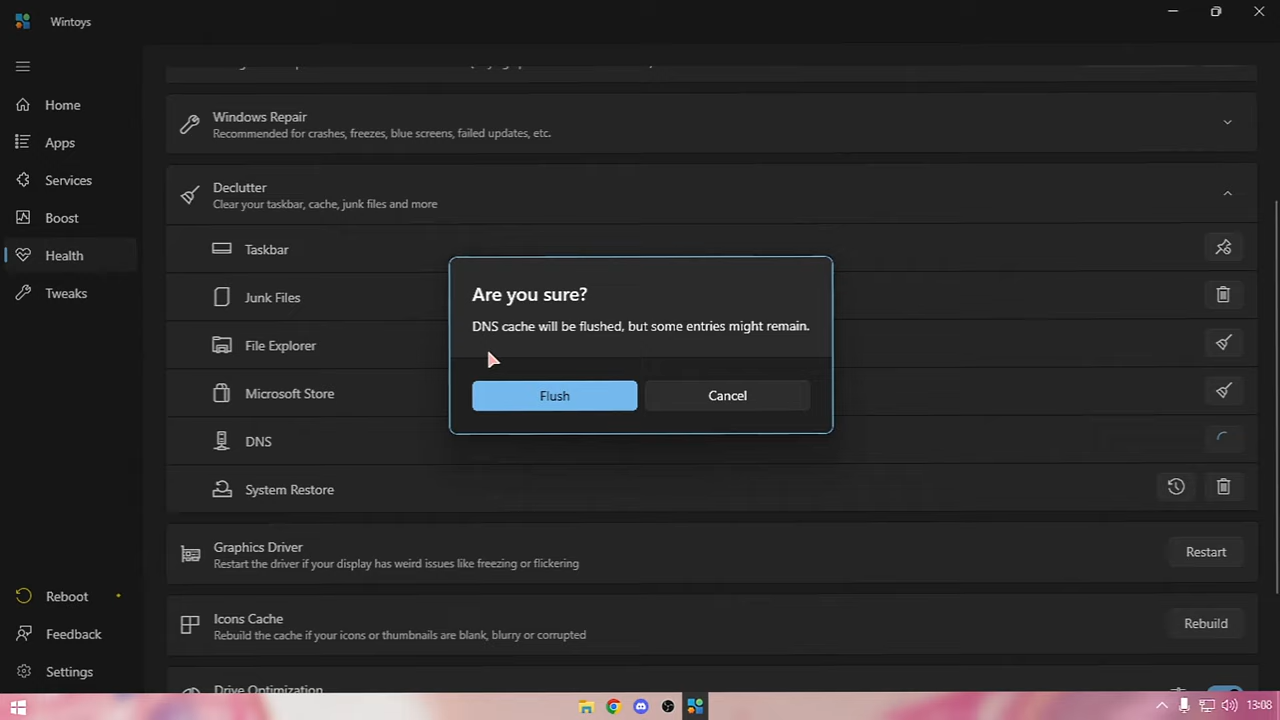 Wintoys
Home
Apps
Services
Boost
Health
Tweaks
Reboot
Feedback
Settings
Windows Repair
Recommended for crashes, freezes, blue screens, failed updates, etc.
Declutter
Clear your taskbar, cache, junk files and more
Taskbar
Junk Files
File Explorer
Microsoft Store
DNS
System Restore
Are you sure?
DNS cache will be flushed, but some entries might remain.
Flush
Cancel
Graphics Driver
Restart the driver if your display has weird issues like freezing or flickering
Restart
Icons Cache
Rebuild the cache if your icons or thumbnails are blank, blurry or corrupted
Rebuild
Drive Optimization
13:08